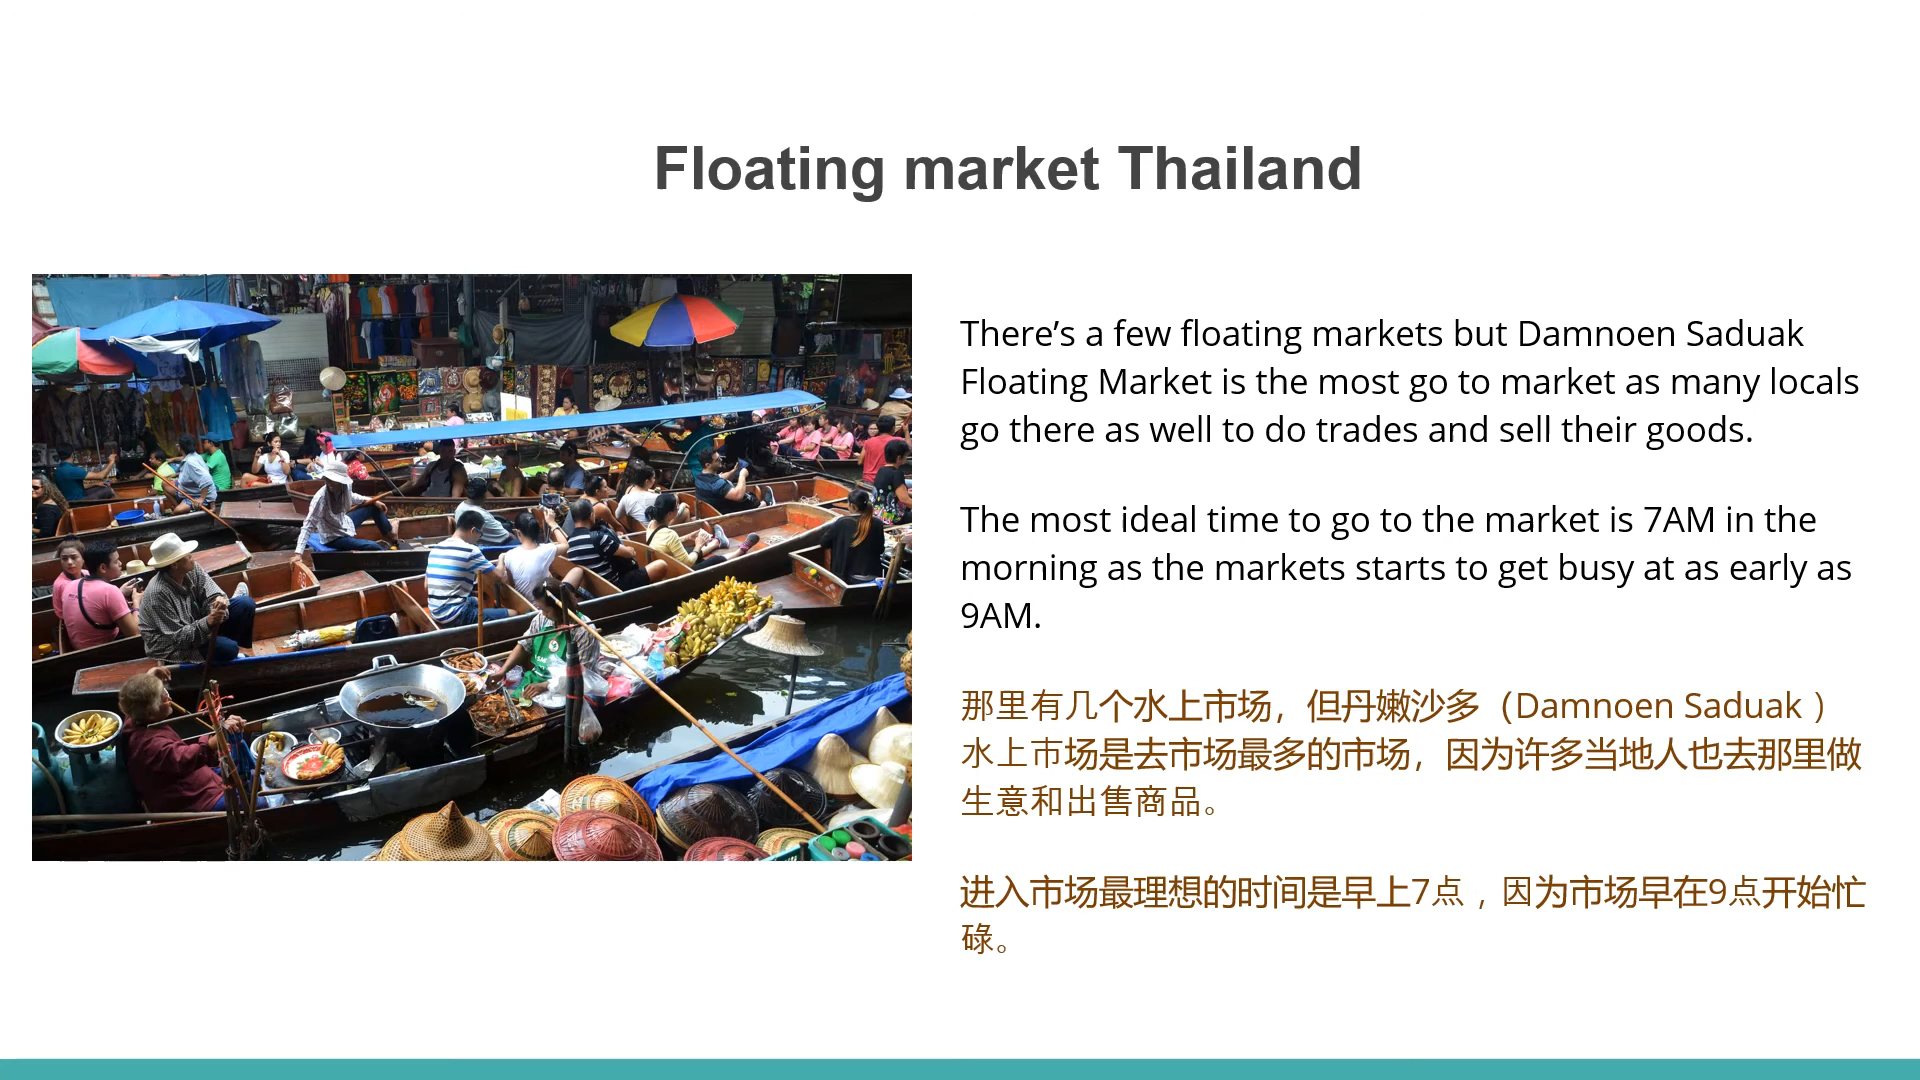 Floating market Thailand
There’s a few floating markets but Damnoen Saduak
Floating Market is the most go to market as many locals
go there as well to do trades and sell their goods.
The most ideal time to go to the market is 7AM in the
morning as the markets starts to get busy at as early as
9AM.
那里有几个水上市场，但丹嫩沙多（Damnoen Saduak ）
水上市场是去市场最多的市场，因为许多当地人也去那里做
生意和出售商品。
进入市场最理想的时间是早上7点，因为市场早在9点开始忙
碌。